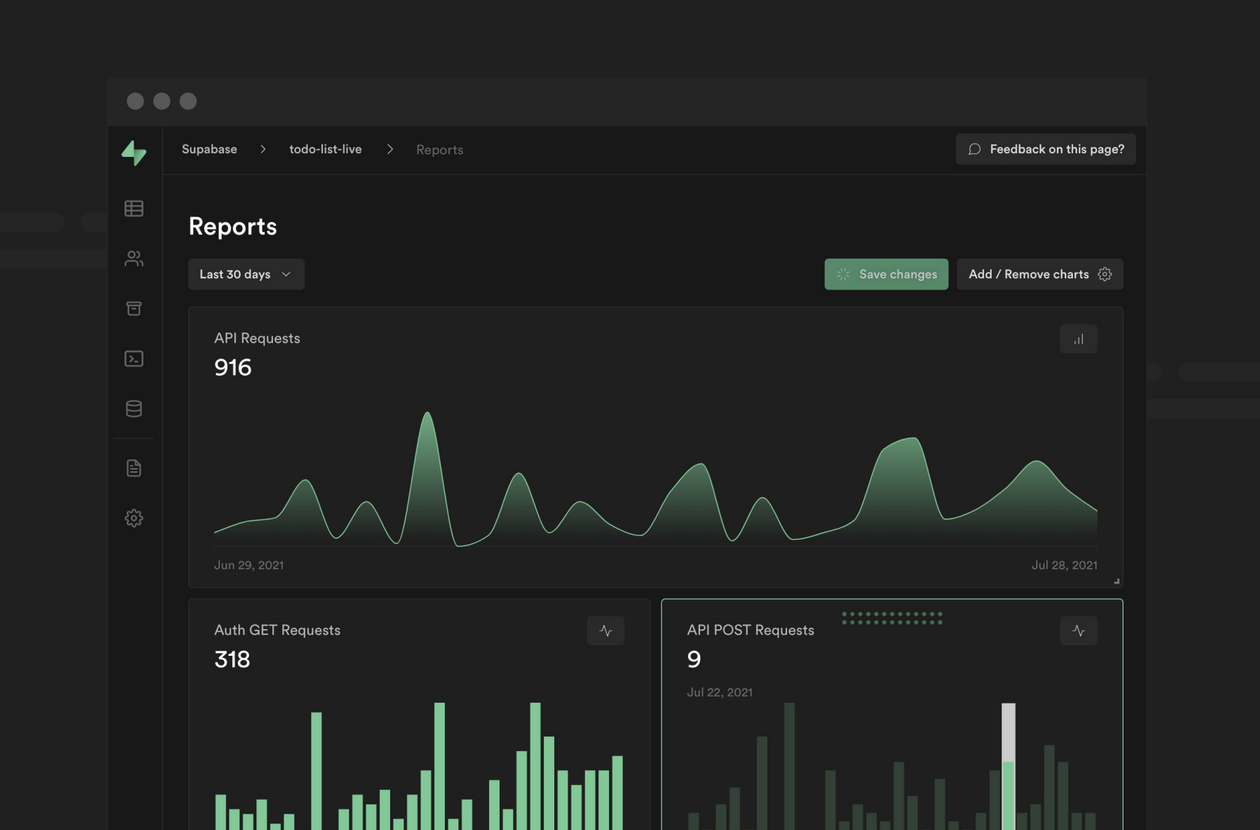 Supabase > todo-list-live > Reports
Feedback on this page?
Reports
Last 30 days
Save changes
Add / Remove charts
API Requests
916
Jun 29, 2021
Jul 28, 2021
Auth GET Requests
318
API POST Requests
9
Jul 22, 2021